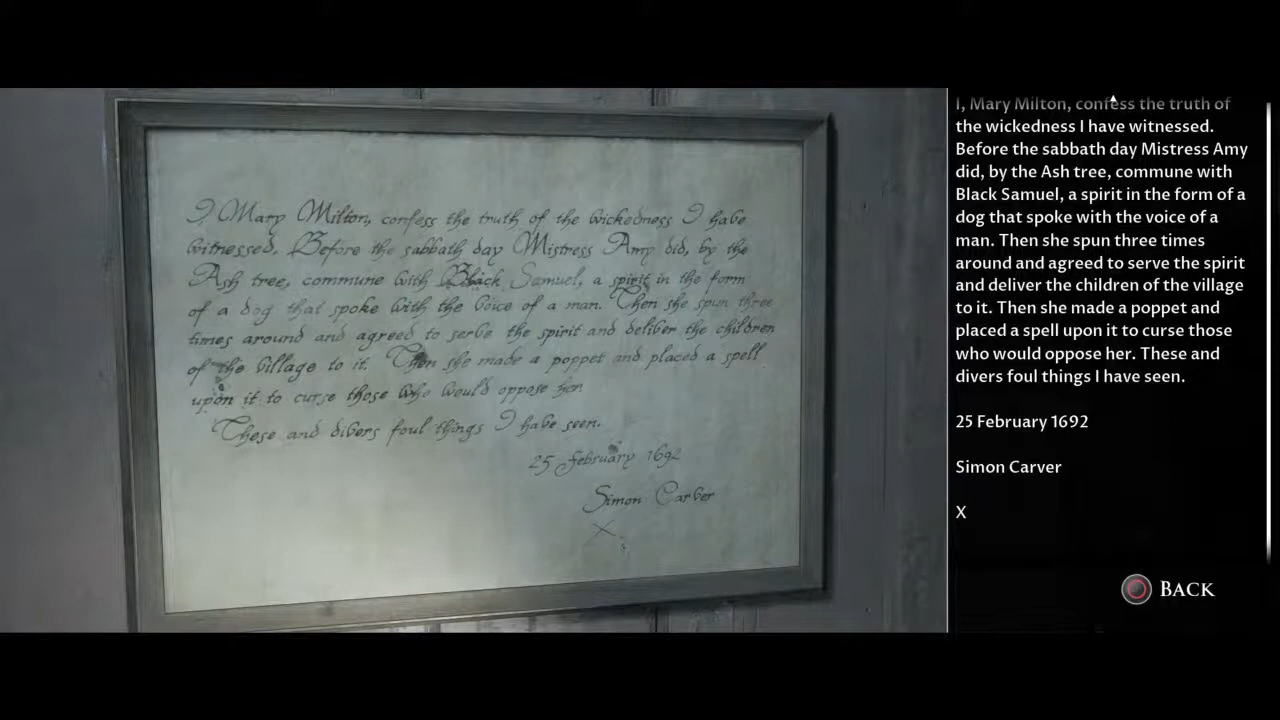 I Mary Milton, confess the truth of the wickedness I have
witnessed. Before the sabbath day Mistress Amy did, by the
Ash tree, commune with Black Samuel, a spirit in the form
of a dog that spoke with the voice of a man. Then she spun three
times around and agreed to serve the spirit and deliver the children
of the village to it. Then she made a poppet and placed a spell
upon it to curse those who would oppose her.
These and divers foul things I have seen.
25 February 1692
Simon Carver
X
I, Mary Milton, confess the truth of
the wickedness I have witnessed.
Before the sabbath day Mistress Amy
did, by the Ash tree, commune with
Black Samuel, a spirit in the form of a
dog that spoke with the voice of a
man. Then she spun three times
around and agreed to serve the spirit
and deliver the children of the village
to it. Then she made a poppet and
placed a spell upon it to curse those
who would oppose her. These and
divers foul things I have seen.
25 February 1692
Simon Carver
X
BACK